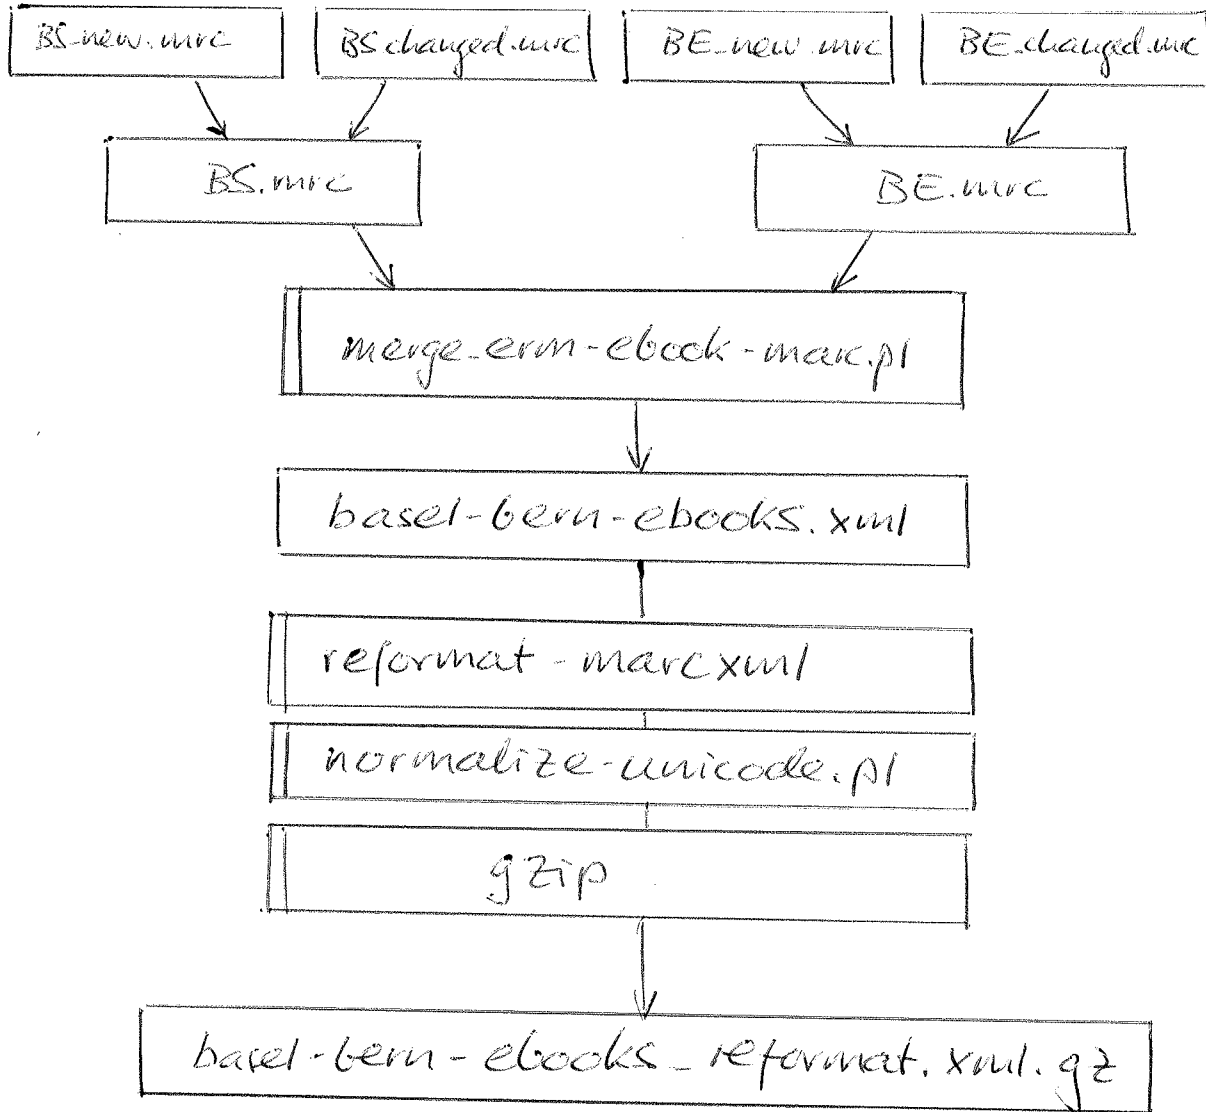 BS_new.mrc
BS_changed.mrc
BE_new.mrc
BE_changed.mrc
BS.mrc
BE.mrc
merge_erm-ebook-marc.pl
basel-bern-ebooks.xml
reformat-marcxml
normalize-unicode.pl
gzip
basel-bern-ebooks_reformat.xml.gz